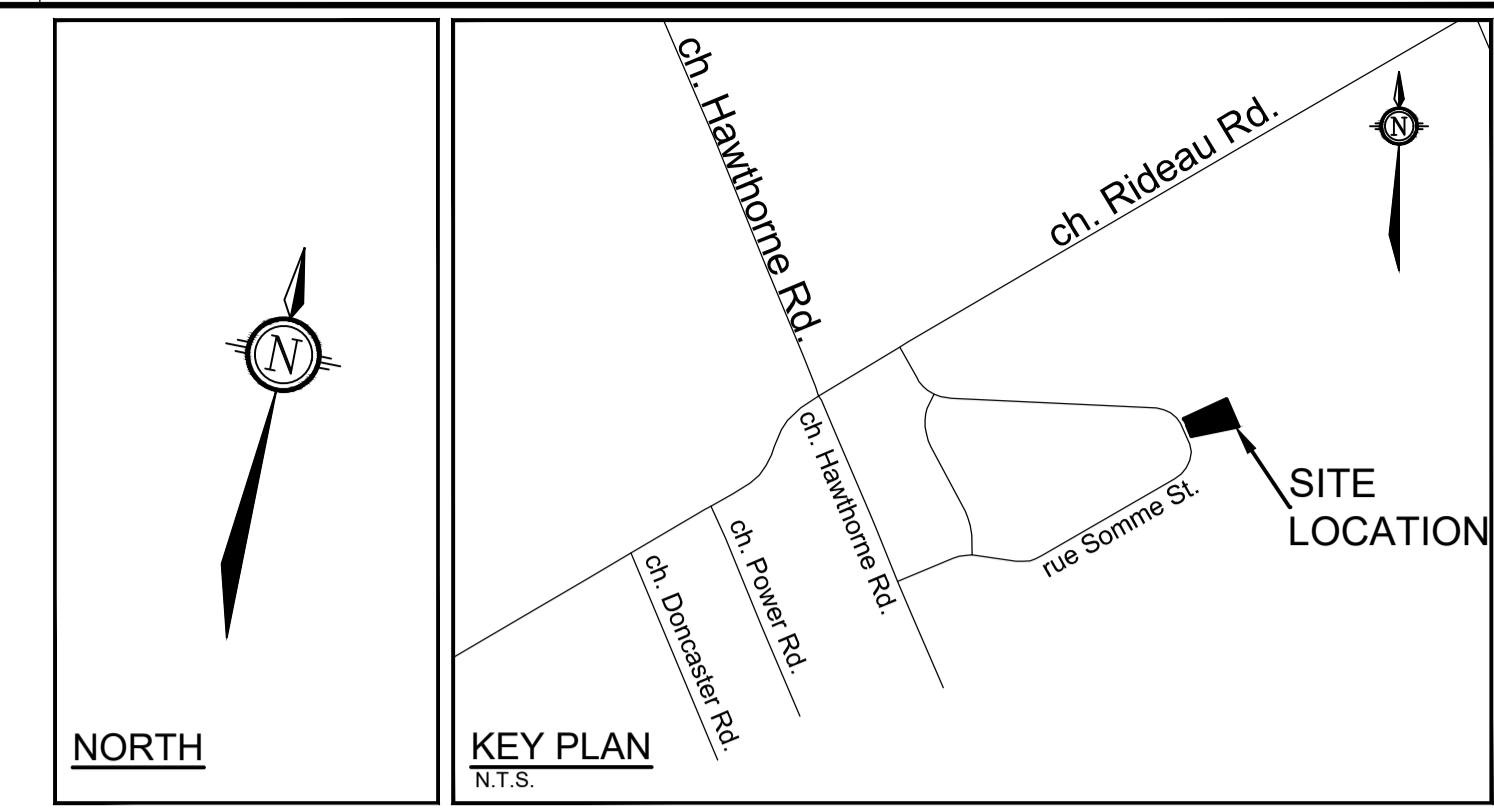 N
NORTH
ch. Hawthorne Rd.
ch. Rideau Rd.
N
ch. Hawthorne Rd.
rue Somme St.
SITE
LOCATION
ch. Power Rd.
ch. Doncaster Rd.
KEY PLAN
N.T.S.